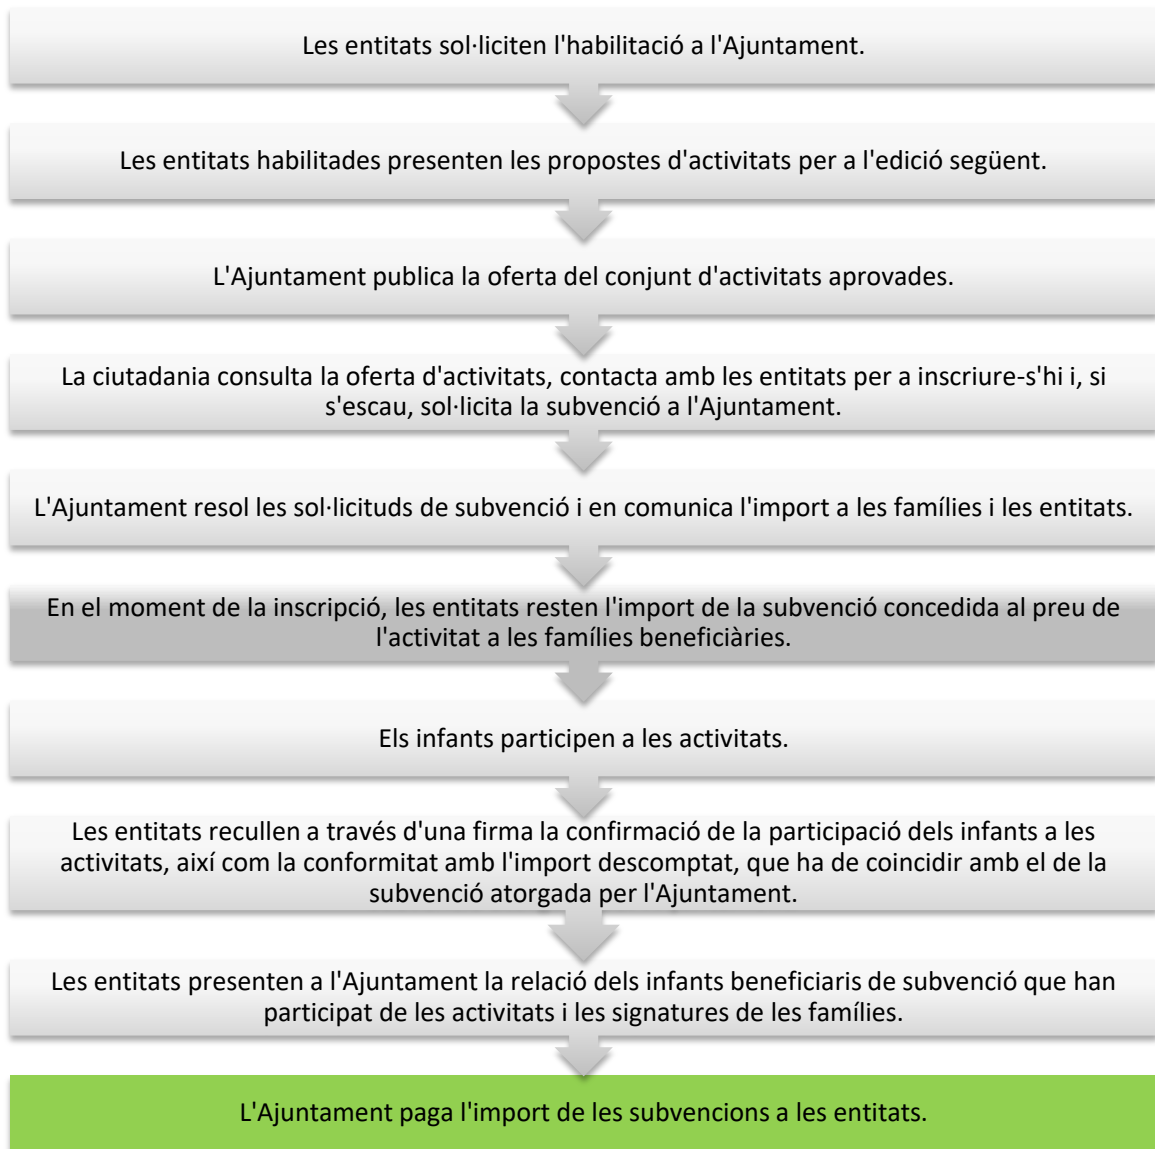 Les entitats sol·liciten l'habilitació a l'Ajuntament.
Les entitats habilitades presenten les propostes d'activitats per a l'edició següent.
L'Ajuntament publica la oferta del conjunt d'activitats aprovades.
La ciutadania consulta la oferta d'activitats, contacta amb les entitats per a inscriure-s'hi i, si
s'escau, sol·licita la subvenció a l'Ajuntament.
L'Ajuntament resol les sol·licituds de subvenció i en comunica l'import a les famílies i les entitats.
En el moment de la inscripció, les entitats resten l'import de la subvenció concedida al preu de
l'activitat a les famílies beneficiàries.
Els infants participen a les activitats.
Les entitats recullen a través d'una firma la confirmació de la participació dels infants a les
activitats, així com la conformitat amb l'import descomptat, que ha de coincidir amb el de la
subvenció atorgada per l'Ajuntament.
Les entitats presenten a l'Ajuntament la relació dels infants beneficiaris de subvenció que han
participat de les activitats i les signatures de les famílies.
L'Ajuntament paga l'import de les subvencions a les entitats.